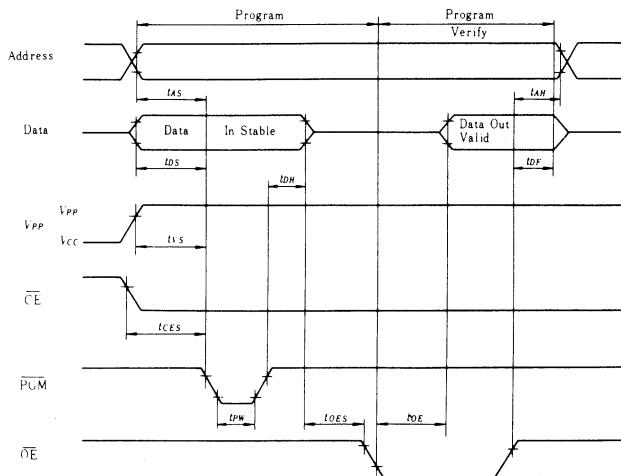 Program Program
Verify
Address
tAS tAH
Data Data In Stable Data Out
Valid
tDS tDH tDF
VPP VPP
VCC tVS
CE
tCES
PGM
tPW tOES tOE
OE